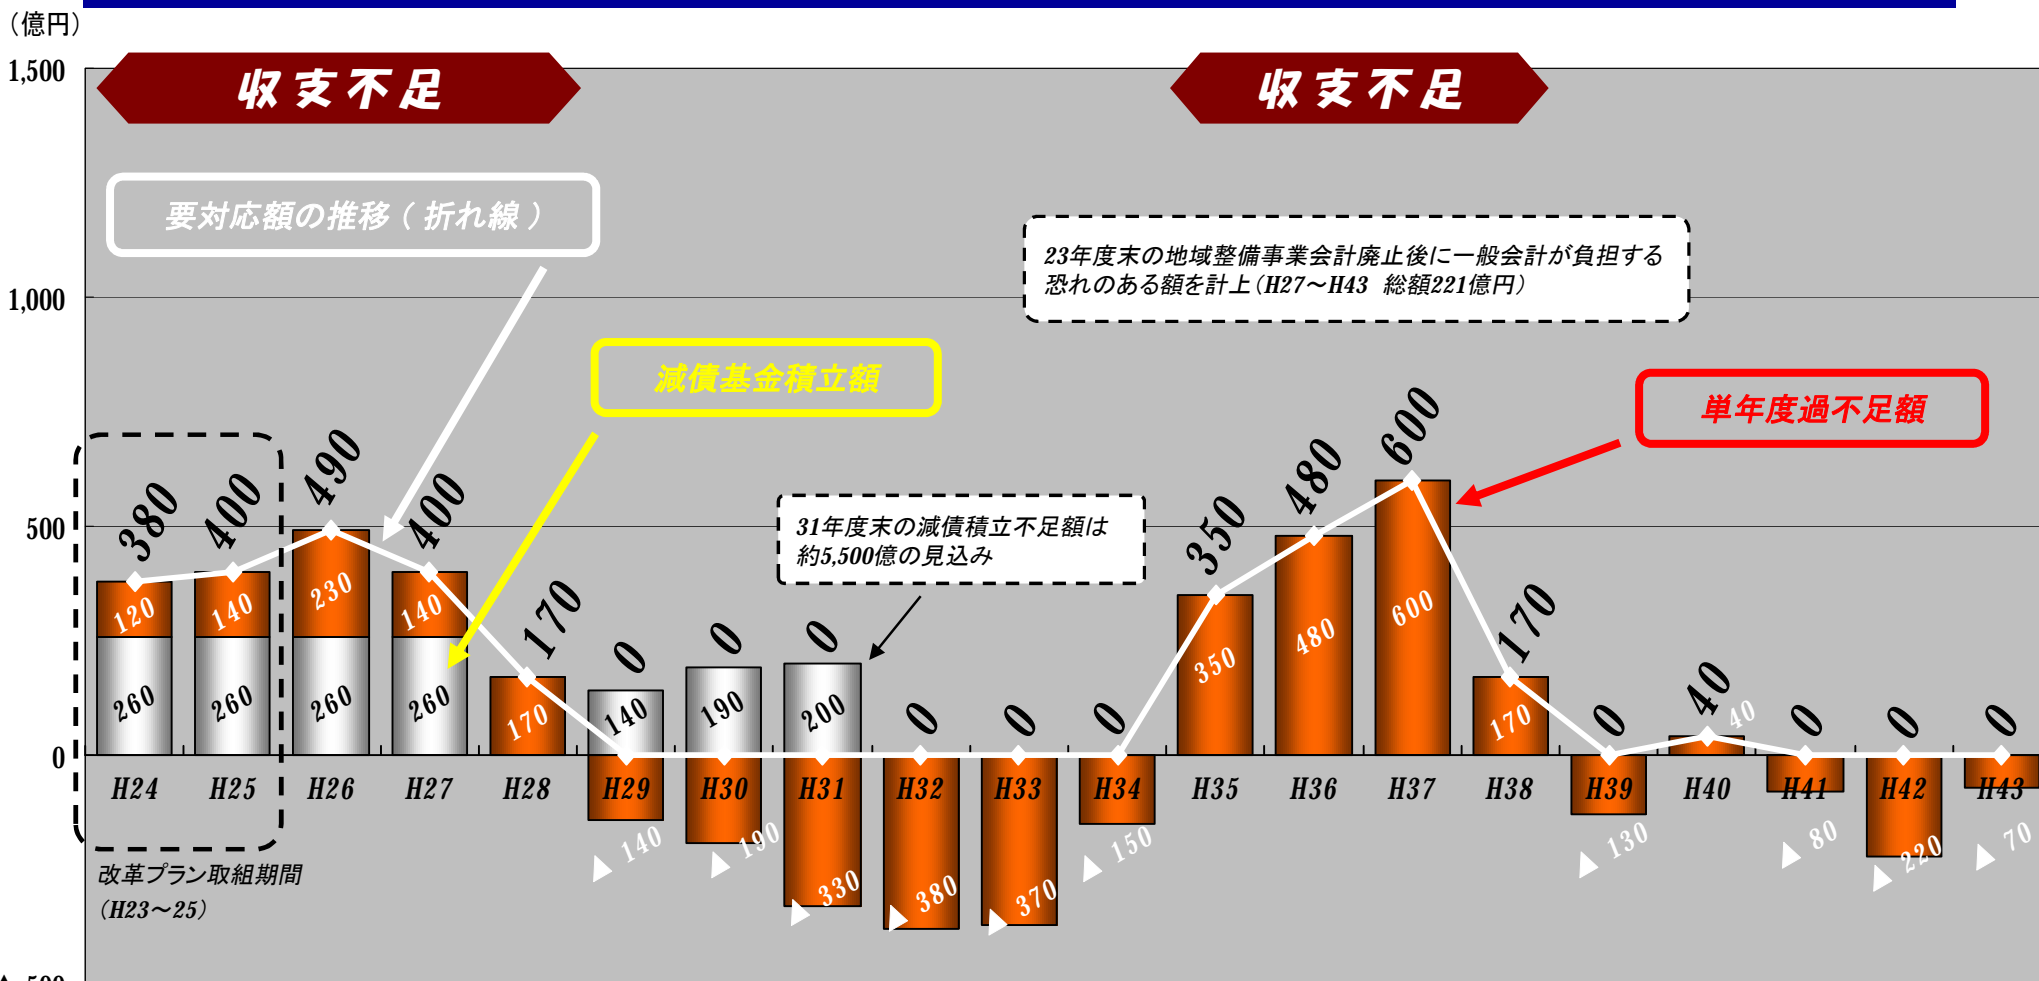 （億円）
1,500
収支不足
収支不足
要対応額の推移（折れ線）
23年度末の地域整備事業会計廃止後に一般会計が負担する
恐れのある額を計上（H27～H43 総額221億円）
1,000
減債基金積立額
単年度過不足額
31年度末の減債積立不足額は
約5,500億の見込み
500
380
400
490
400
170
0
0
0
0
0
0
350
480
600
170
0
40
0
0
0
120
140
230
140
170
350
480
600
170
40
260
260
260
260
140
190
200
0
H24
H25
H26
H27
H28
H29
H30
H31
H32
H33
H34
H35
H36
H37
H38
H39
H40
H41
H42
H43
▲ 140
▲ 190
▲ 330
▲ 380
▲ 370
▲ 150
▲ 130
▲ 80
▲ 220
▲ 70
改革プラン取組期間
（H23～25）
▲ 500